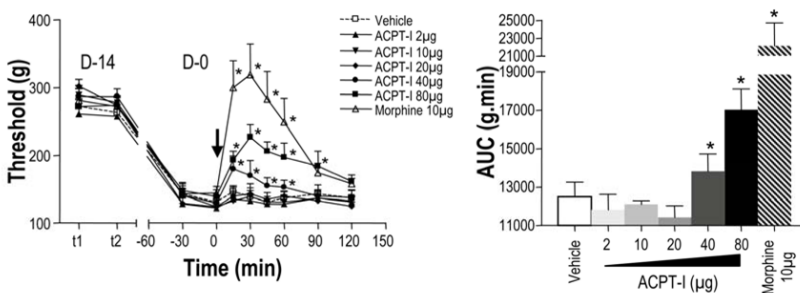 400
300
200
100
Threshold (g)
D-14
D-0
*
*
*
*
*
*
*
*
*
*
*
*
*
Vehicle
ACPT-I 2µg
ACPT-I 10µg
ACPT-I 20µg
ACPT-I 40µg
ACPT-I 80µg
Morphine 10µg
t1 t2 -60 -30 0 15 30 45 60 90 120 150
Time (min)
25000
23000
21000
19000
17000
15000
13000
11000
AUC (g.min)
*
*
*
Vehicle
2 10 20 40 80
ACPT-I (µg)
Morphine
10µg